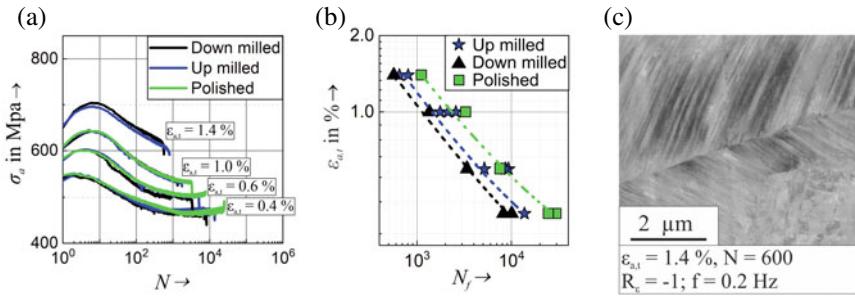 (a)
800
600
400
σa in Mpa→
10^0 10^2 10^4 10^6
N→
Down milled
Up milled
Polished
εa,t = 1.4 %
εa,t = 1.0 %
εa,t = 0.6 %
εa,t = 0.4 %
(b)
2.0
1.0
εa,t in %→
10^3 10^4
Nf→
Up milled
Down milled
Polished
(c)
2 μm
εa,t = 1.4 %, N = 600
Rε = -1; f = 0.2 Hz